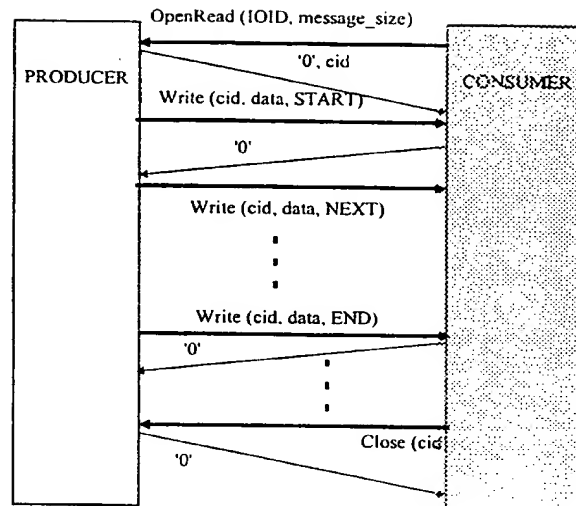 OpenRead (IOID, message_size)
PRODUCER
'0', cid
CONSUMER
Write (cid. data, START)
'0'
Write (cid, data, NEXT)
Write (cid, data, END)
'0'
Close (cid
'0'